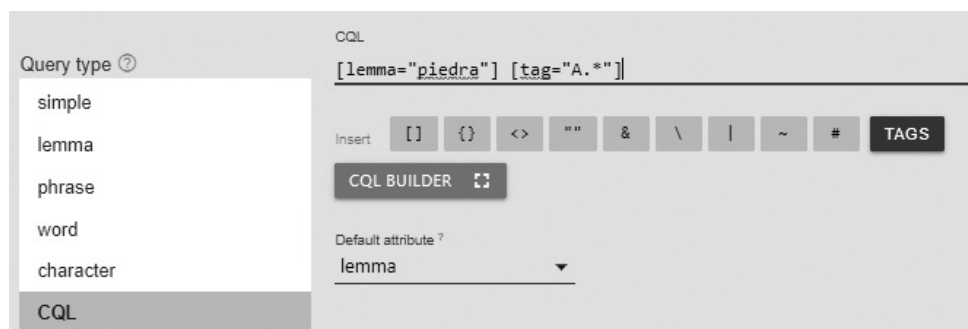 Query type ?
simple
lemma
phrase
word
character
CQL
CQL
[lemma="piedra"] [tag="A.*"]
Insert [] {} <> "" & \ | ~ # TAGS
CQL BUILDER
Default attribute ?
lemma